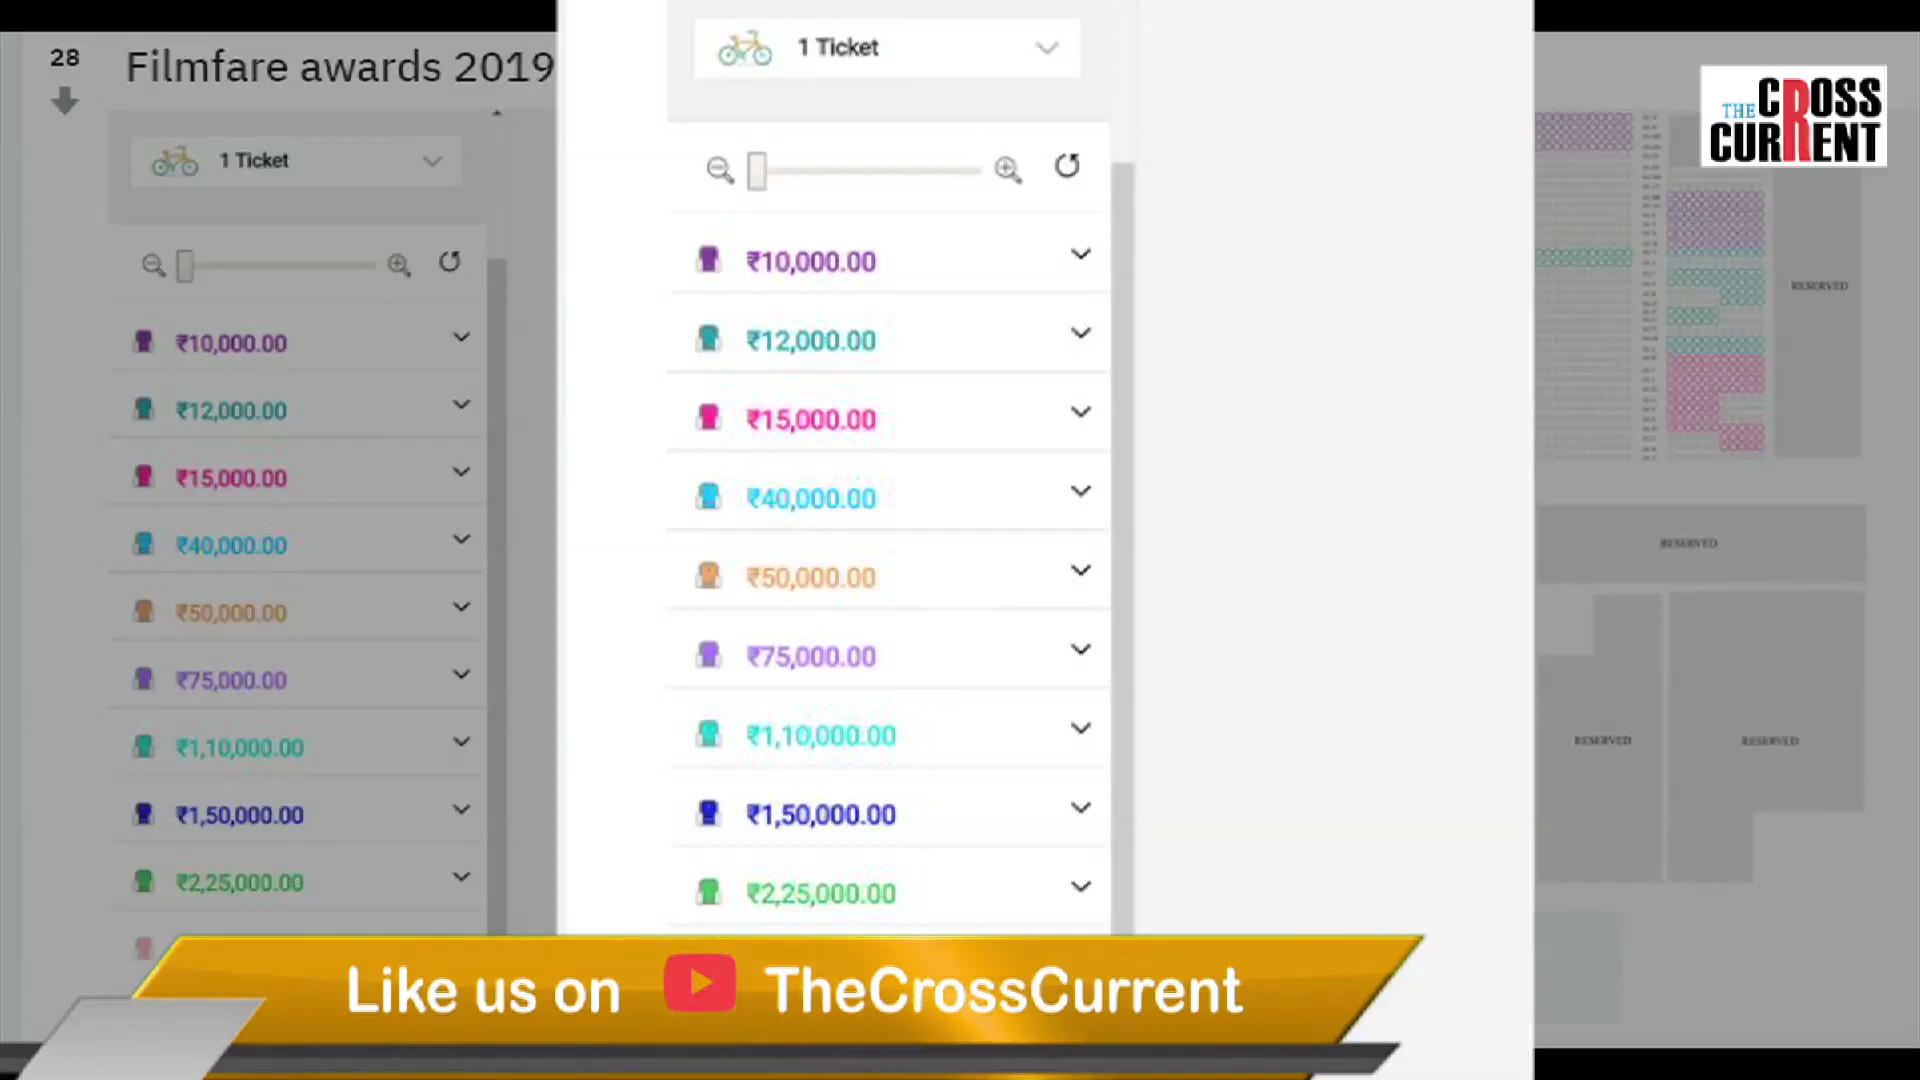 28
Filmfare awards 2019
1 Ticket
₹10,000.00
₹12,000.00
₹15,000.00
₹40,000.00
₹50,000.00
₹75,000.00
₹1,10,000.00
₹1,50,000.00
₹2,25,000.00
1 Ticket
₹10,000.00
₹12,000.00
₹15,000.00
₹40,000.00
₹50,000.00
₹75,000.00
₹1,10,000.00
₹1,50,000.00
₹2,25,000.00
THE CROSS
CURRENT
RESERVED
RESERVED
RESERVED
RESERVED
Like us on TheCrossCurrent